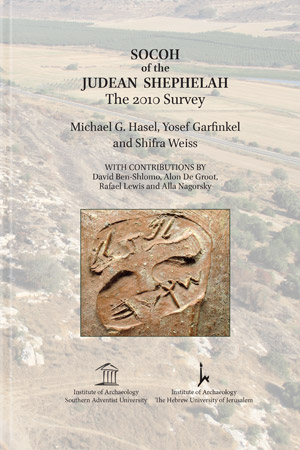 SOCOH
of the
JUDEAN SHEPHELAH
The 2010 Survey
Michael G. Hasel, Yosef Garfinkel
and Shifra Weiss
WITH CONTRIBUTIONS BY
David Ben-Shlomo, Alon De Groot,
Rafael Lewis and Alla Nagorsky
Institute of Archaeology
Southern Adventist University
Institute of Archaeology
The Hebrew University of Jerusalem